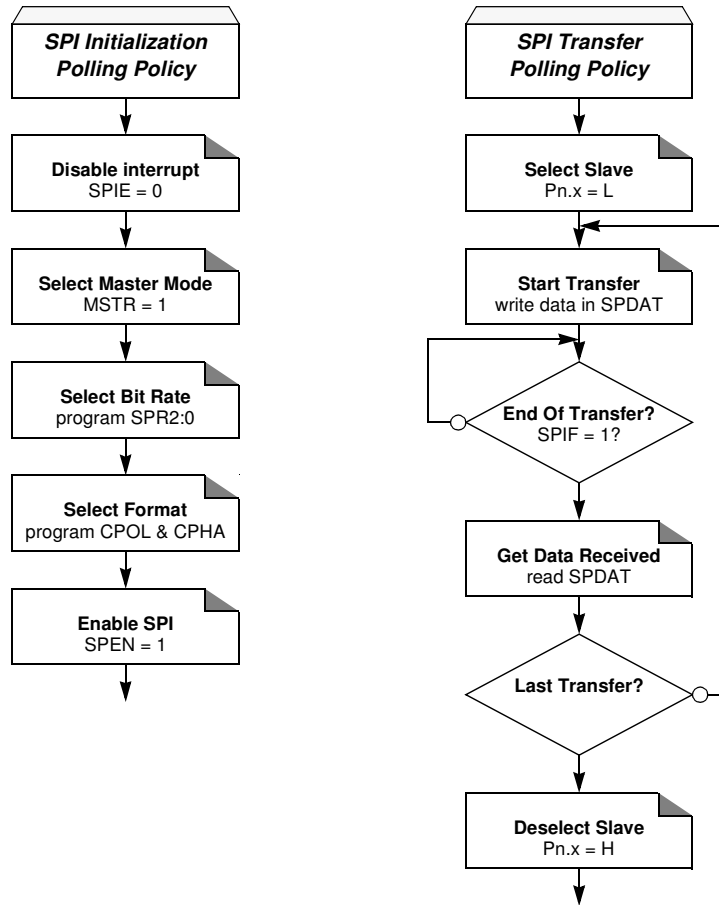 SPI Initialization
Polling Policy
Disable interrupt
SPIE = 0
Select Master Mode
MSTR = 1
Select Bit Rate
program SPR2:0
Select Format
program CPOL & CPHA
Enable SPI
SPEN = 1
SPI Transfer
Polling Policy
Select Slave
Pn.x = L
Start Transfer
write data in SPDAT
End Of Transfer?
SPIF = 1?
Get Data Received
read SPDAT
Last Transfer?
Deselect Slave
Pn.x = H